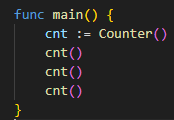 func main() {
    cnt := Counter()
    cnt()
    cnt()
    cnt()
}